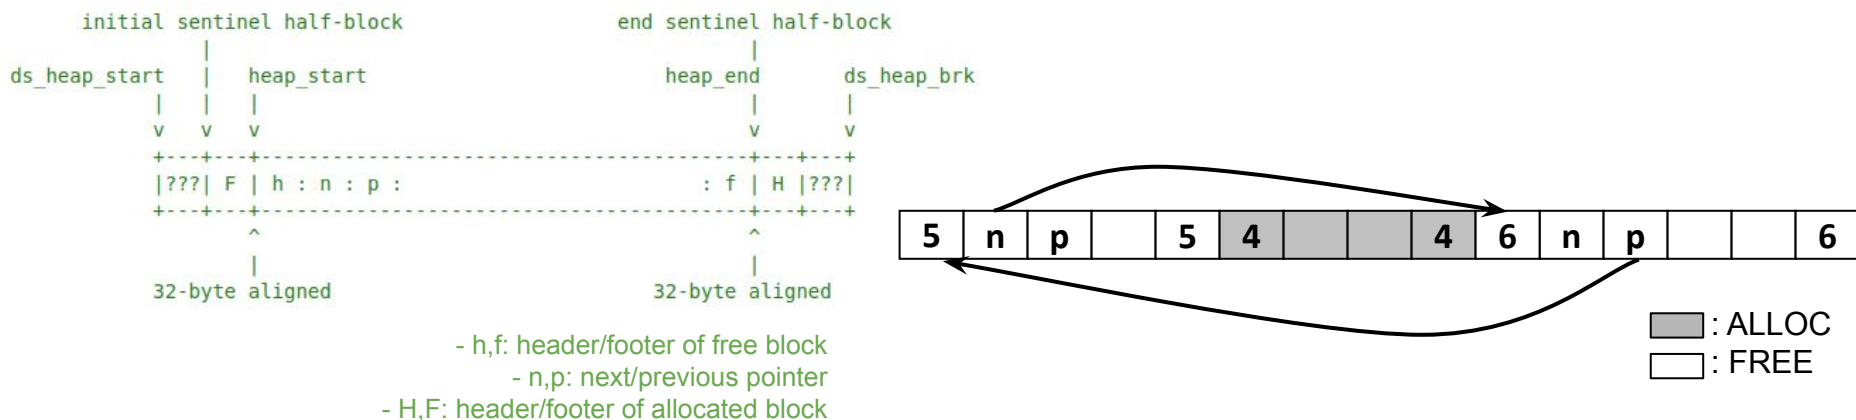 initial sentinel half-block end sentinel half-block
ds_heap_start heap_start heap_end ds_heap_brk
|???| F | h : n : p : : f | H |???|
32-byte aligned 32-byte aligned
- h,f: header/footer of free block
- n,p: next/previous pointer
- H,F: header/footer of allocated block
5 n p 5 4 4 6 n p 6
: ALLOC
: FREE